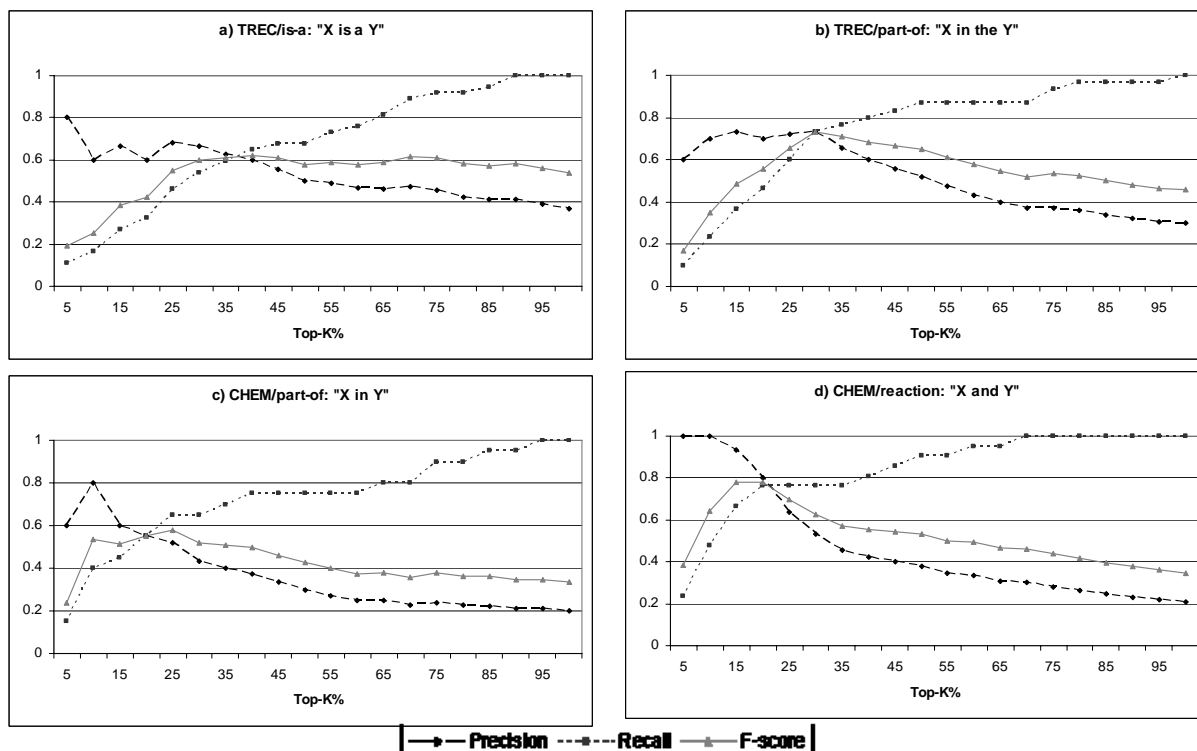 a) TREC/is-a: "X is a Y"
1
0.8
0.6
0.4
0.2
0
5 15 25 35 45 55 65 75 85 95
Top-K%
b) TREC/part-of: "X in the Y"
1
0.8
0.6
0.4
0.2
0
5 15 25 35 45 55 65 75 85 95
Top-K%
c) CHEM/part-of: "X in Y"
1
0.8
0.6
0.4
0.2
0
5 15 25 35 45 55 65 75 85 95
Top-K%
d) CHEM/reaction: "X and Y"
1
0.8
0.6
0.4
0.2
0
5 15 25 35 45 55 65 75 85 95
Top-K%
Precision Recall F-score